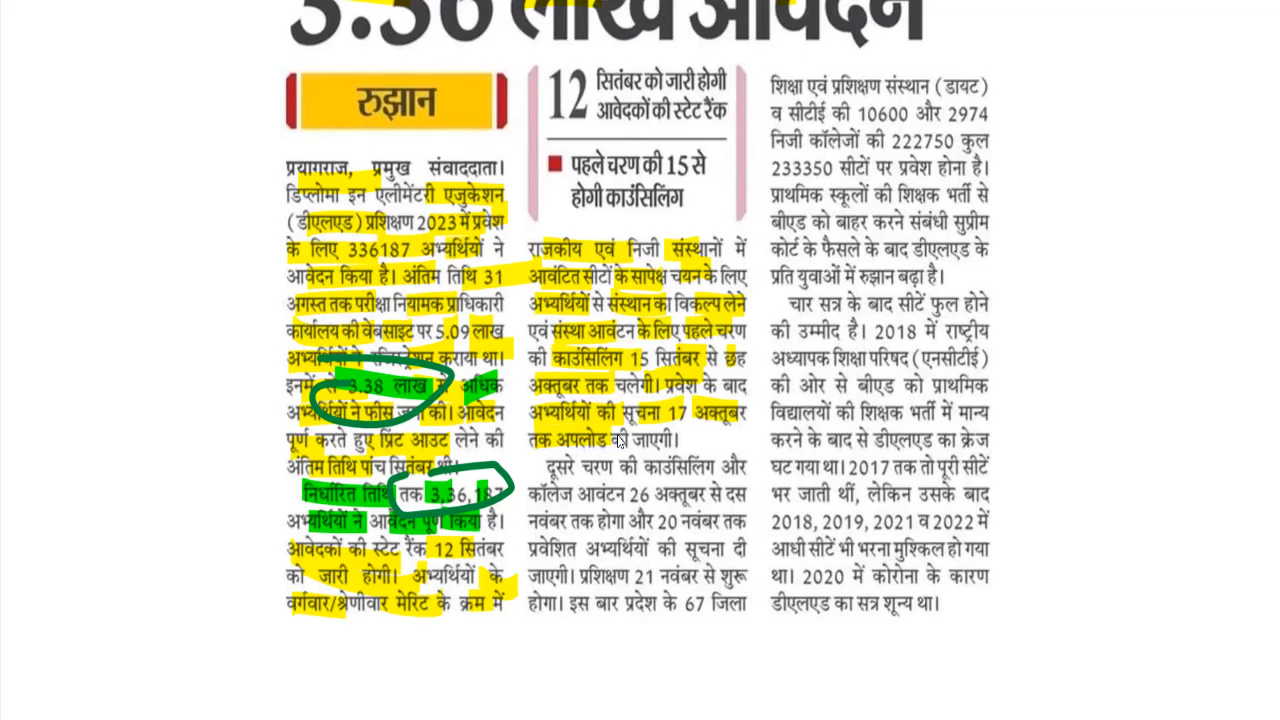 3.36 लाख आवेदन
रुझान
प्रयागराज, प्रमुख संवाददाता।
डिप्लोमा इन एलीमेंटरी एजुकेशन
(डीएलएड) प्रशिक्षण 2023 में प्रवेश
के लिए 336187 अभ्यर्थियों ने
आवेदन किया है। अंतिम तिथि 31
अगस्त तक परीक्षा नियामक प्राधिकारी
कार्यालय की वेबसाइट पर 5.09 लाख
अभ्यर्थियों ने रजिस्ट्रेशन कराया था।
इनमें से 3.38 लाख से अधिक
अभ्यर्थियों ने फीस जमा की। आवेदन
पूर्ण करते हुए प्रिंट आउट लेने की
अंतिम तिथि पांच सितंबर थी।
निर्धारित तिथि तक 3,36,187
अभ्यर्थियों ने आवेदन पूर्ण किया है।
आवेदकों की स्टेट रैंक 12 सितंबर
को जारी होगी। अभ्यर्थियों के
वर्गवार/श्रेणीवार मेरिट के क्रम में
12 सितंबर को जारी होगी
आवेदकों की स्टेट रैंक
पहले चरण की 15 से
होगी काउंसिलिंग
राजकीय एवं निजी संस्थानों में
आवंटित सीटों के सापेक्ष चयन के लिए
अभ्यर्थियों से संस्थान का विकल्प लेने
एवं संस्था आवंटन के लिए पहले चरण
की काउंसिलिंग 15 सितंबर से छह
अक्तूबर तक चलेगी। प्रवेश के बाद
अभ्यर्थियों की सूचना 17 अक्तूबर
तक अपलोड की जाएगी।
दूसरे चरण की काउंसिलिंग और
कॉलेज आवंटन 26 अक्तूबर से दस
नवंबर तक होगा और 20 नवंबर तक
प्रवेशित अभ्यर्थियों की सूचना दी
जाएगी। प्रशिक्षण 21 नवंबर से शुरू
होगा। इस बार प्रदेश के 67 जिला
शिक्षा एवं प्रशिक्षण संस्थान (डायट)
व सीटीई की 10600 और 2974
निजी कॉलेजों की 222750 कुल
233350 सीटों पर प्रवेश होना है।
प्राथमिक स्कूलों की शिक्षक भर्ती से
बीएड को बाहर करने संबंधी सुप्रीम
कोर्ट के फैसले के बाद डीएलएड के
प्रति युवाओं में रुझान बढ़ा है।
चार सत्र के बाद सीटें फुल होने
की उम्मीद है। 2018 में राष्ट्रीय
अध्यापक शिक्षा परिषद (एनसीटीई)
की ओर से बीएड को प्राथमिक
विद्यालयों की शिक्षक भर्ती में मान्य
करने के बाद से डीएलएड का क्रेज
घट गया था। 2017 तक तो पूरी सीटें
भर जाती थीं, लेकिन उसके बाद
2018, 2019, 2021 व 2022 में
आधी सीटें भी भरना मुश्किल हो गया
था। 2020 में कोरोना के कारण
डीएलएड का सत्र शून्य था।